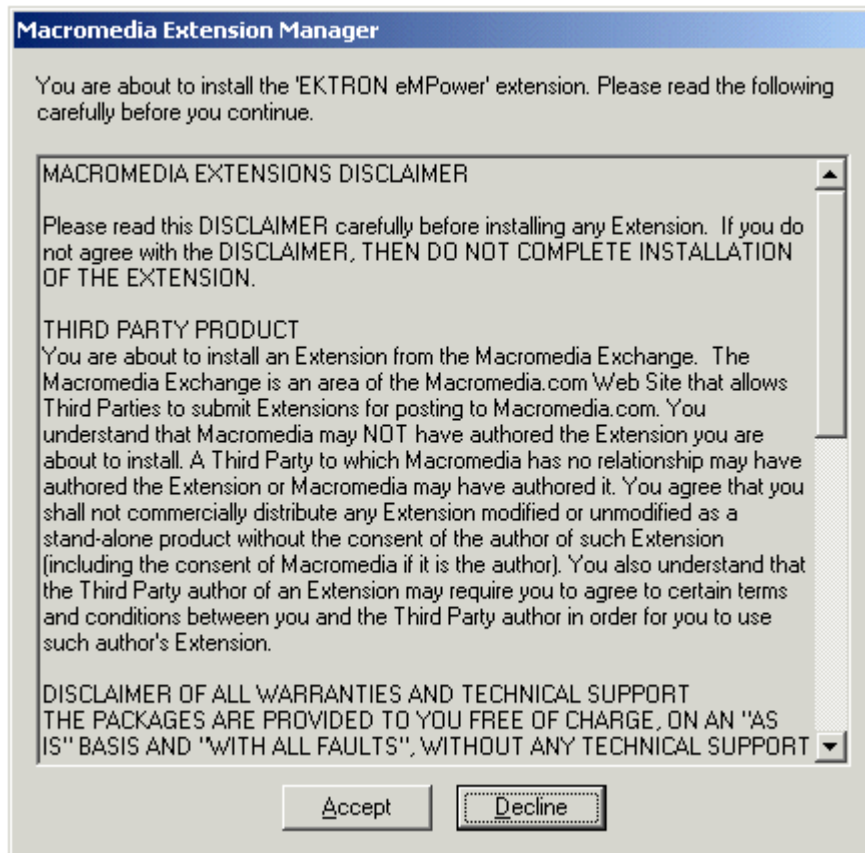 Macromedia Extension Manager
You are about to install the 'EKTRON eMPower' extension. Please read the following
carefully before you continue.
MACROMEDIA EXTENSIONS DISCLAIMER
Please read this DISCLAIMER carefully before installing any Extension.  If you do
not agree with the DISCLAIMER, THEN DO NOT COMPLETE INSTALLATION
OF THE EXTENSION.
THIRD PARTY PRODUCT
You are about to install an Extension from the Macromedia Exchange.  The
Macromedia Exchange is an area of the Macromedia.com Web Site that allows
Third Parties to submit Extensions for posting to Macromedia.com. You
understand that Macromedia may NOT have authored the Extension you are
about to install. A Third Party to which Macromedia has no relationship may have
authored the Extension or Macromedia may have authored it. You agree that you
shall not commercially distribute any Extension modified or unmodified as a
stand-alone product without the consent of the author of such Extension
(including the consent of Macromedia if it is the author). You also understand that
the Third Party author of an Extension may require you to agree to certain terms
and conditions between you and the Third Party author in order for you to use
such author's Extension.
DISCLAIMER OF ALL WARRANTIES AND TECHNICAL SUPPORT
THE PACKAGES ARE PROVIDED TO YOU FREE OF CHARGE, ON AN "AS
IS" BASIS AND "WITH ALL FAULTS", WITHOUT ANY TECHNICAL SUPPORT
Accept Decline